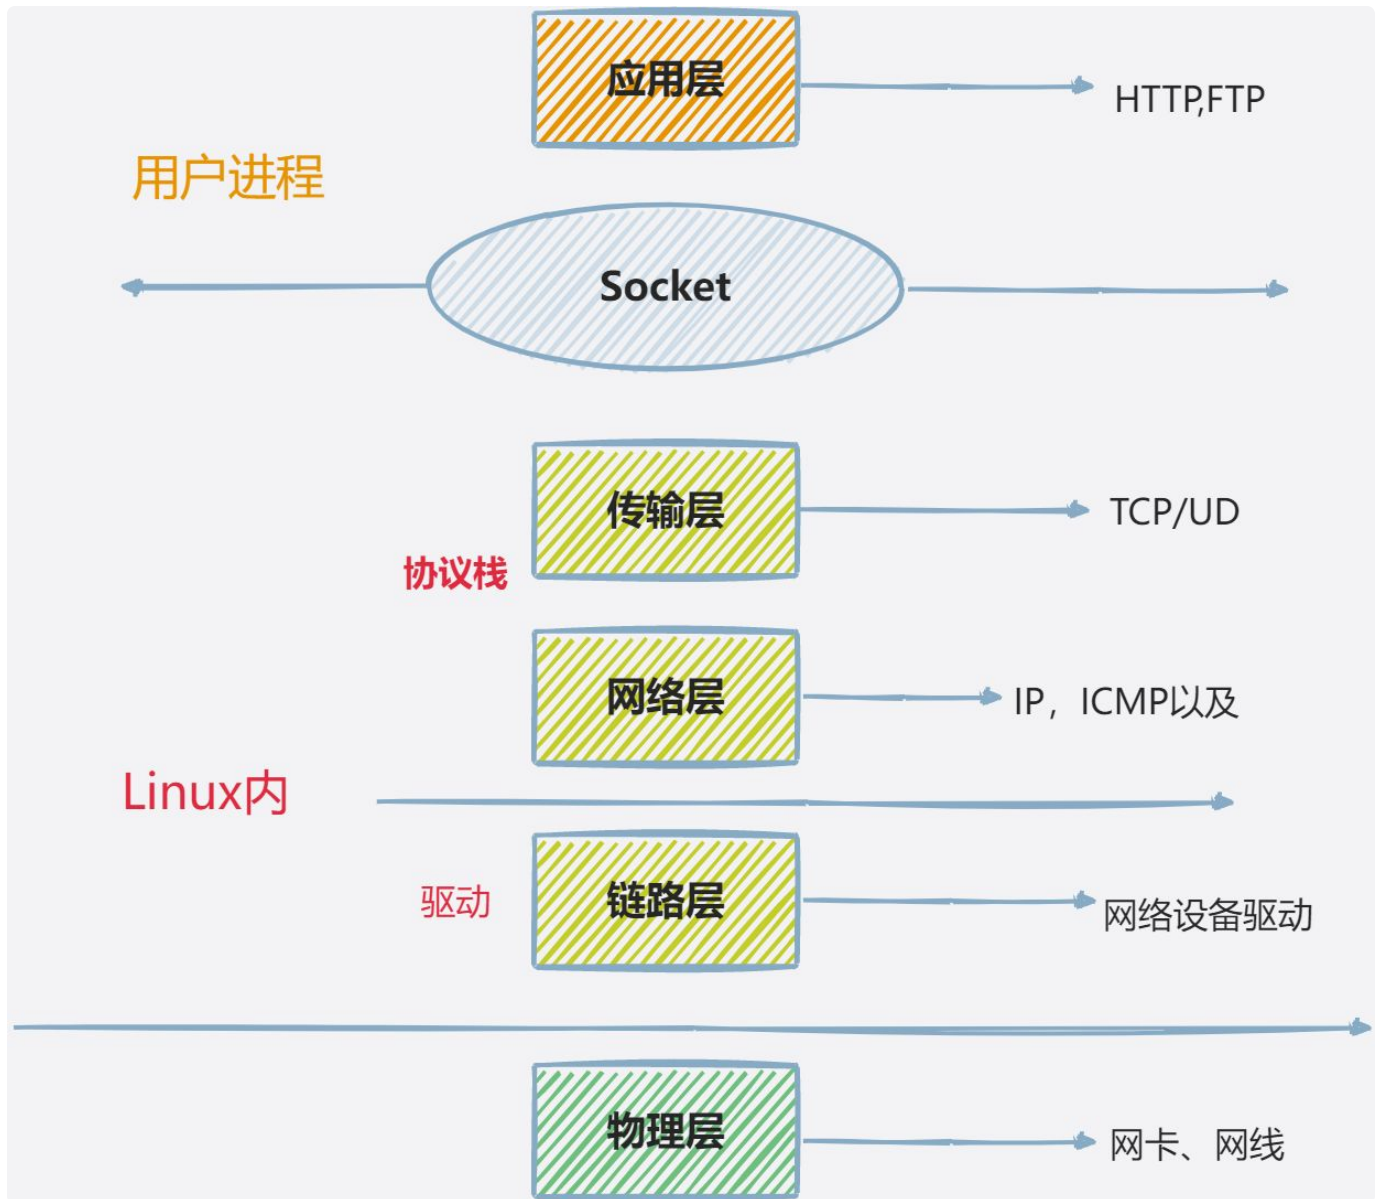 应用层
HTTP,FTP
用户进程
Socket
传输层
TCP/UD
协议栈
网络层
IP，ICMP以及
Linux内
驱动
链路层
网络设备驱动
物理层
网卡、网线